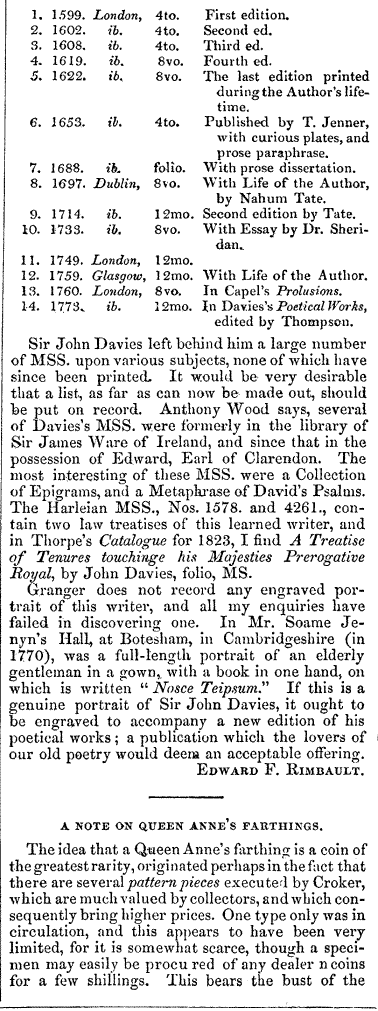 1. 1599. London, 4to. First edition.
2. 1602. ib. 4to. Second ed.
3. 1608. ib. 4to. Third ed.
4. 1619. ib. 8vo. Fourth ed.
5. 1622. ib. 8vo. The last edition printed
during the Author's life-
time.
6. 1653. ib. 4to. Published by T. Jenner,
with curious plates, and
prose paraphrase.
7. 1688. ib. folio. With prose dissertation.
8. 1697. Dublin, 8vo. With Life of the Author,
by Nahum Tate.
9. 1714. ib. 12mo. Second edition by Tate.
10. 1733. ib. 8vo. With Essay by Dr. Sheri-
dan.
11. 1749. London, 12mo.
12. 1759. Glasgow, 12mo. With Life of the Author.
13. 1760. London, 8vo. In Capel's Prolusions.
14. 1773. ib. 12mo. In Davies's Poetical Works,
edited by Thompson.
Sir John Davies left behind him a large number
of MSS. upon various subjects, none of which have
since been printed. It would be very desirable
that a list, as far as can now be made out, should
be put on record. Anthony Wood says, several
of Davies's MSS. were formerly in the library of
Sir James Ware of Ireland, and since that in the
possession of Edward, Earl of Clarendon. The
most interesting of these MSS. were a Collection
of Epigrams, and a Metaphrase of David's Psalms.
The Harleian MSS., Nos. 1578. and 4261., con-
tain two law treatises of this learned writer, and
in Thorpe's Catalogue for 1823, I find A Treatise
of Tenures touchinge his Majesties Prerogative
Royal, by John Davies, folio, MS.
Granger does not record any engraved por-
trait of this writer, and all my enquiries have
failed in discovering one. In Mr. Soame Je-
nyn's Hall, at Botesham, in Cambridgeshire (in
1770), was a full-length portrait of an elderly
gentleman in a gown, with a book in one hand, on
which is written "Nosce Teipsum." If this is a
genuine portrait of Sir John Davies, it ought to
be engraved to accompany a new edition of his
poetical works; a publication which the lovers of
our old poetry would deem an acceptable offering.
EDWARD F. RIMBAULT.
A NOTE ON QUEEN ANNE'S FARTHINGS.
The idea that a Queen Anne's farthing is a coin of
the greatest rarity, originated perhaps in the fact that
there are several pattern pieces executed by Croker,
which are much valued by collectors, and which con-
sequently bring higher prices. One type only was in
circulation, and this appears to have been very
limited, for it is somewhat scarce, though a speci-
men may easily be procu red of any dealer n coins
for a few shillings. This bears the bust of the